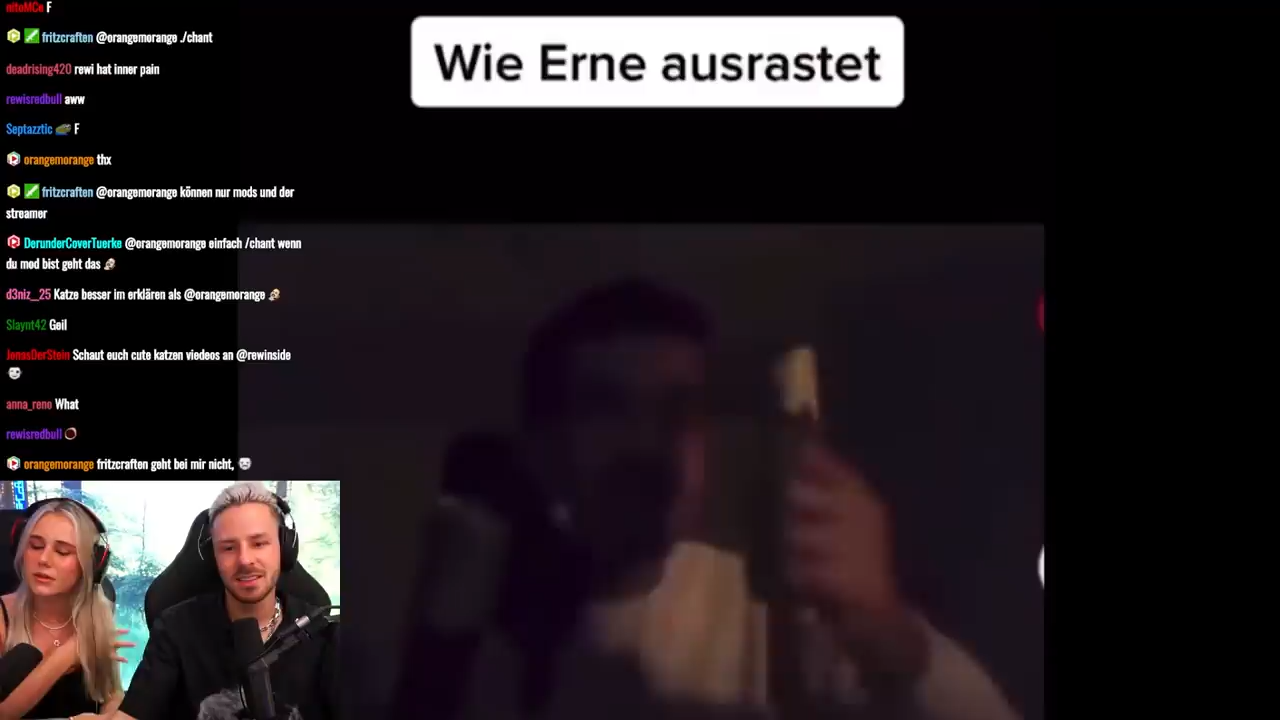 nitoMCe F
fritzcraften @orangemorange ./chant
deadrising420 rewi hat inner pain
rewisredbull aww
Septazztic F
orangemorange thx
fritzcraften @orangemorange können nur mods und der
streamer
DerunderCoverTuerke @orangemorange einfach /chant wenn
du mod bist geht das
d3niz__25 Katze besser im erklären als @orangemorange
Slaynt42 Geil
JonasDerStein Schaut euch cute katzen viedeos an @rewinside
anna_reno What
rewisredbull
orangemorange fritzcraften geht bei mir nicht,
Wie Erne ausrastet